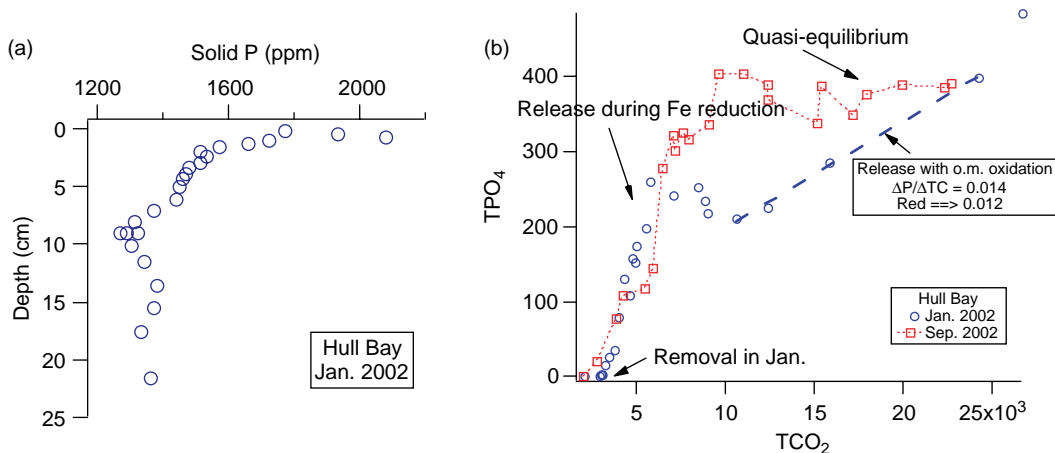 (a)
Solid P (ppm)
1200 1600 2000
0
5
10
15
20
25
Depth (cm)
Hull Bay
Jan. 2002
(b)
Quasi-equilibrium
Release during Fe reduction
Release with o.m. oxidation
ΔP/ΔTC = 0.014
Red ==> 0.012
Removal in Jan.
Hull Bay
Jan. 2002
Sep. 2002
400
300
200
100
0
TPO₄
5 10 15 20 25x10³
TCO₂